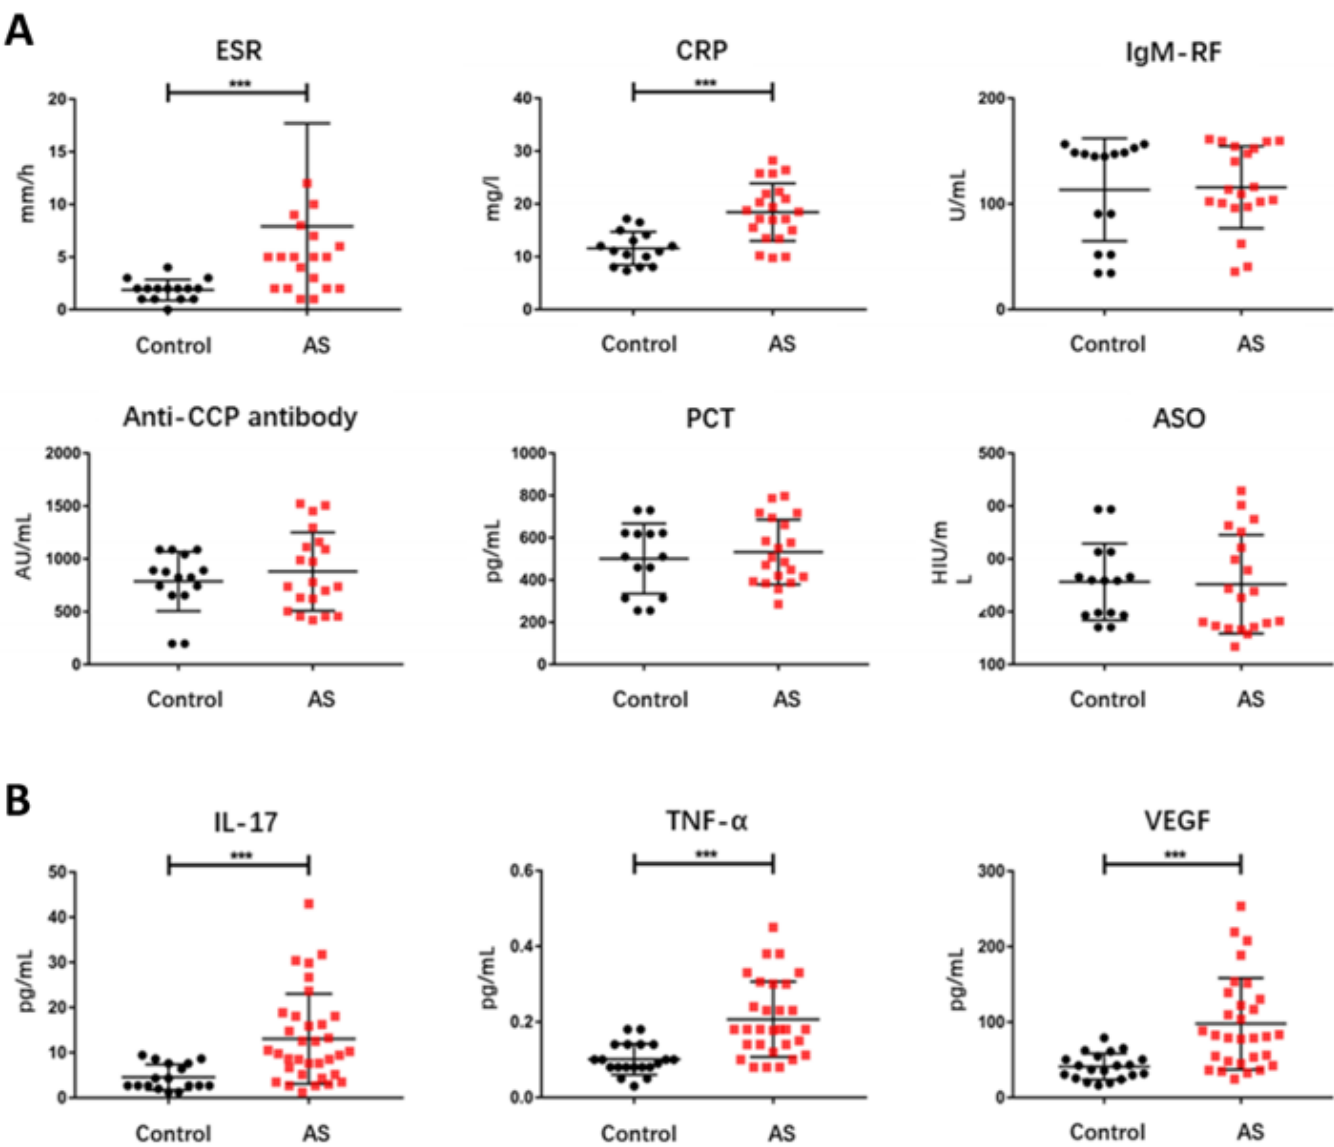 A
ESR
CRP
IgM-RF
***
***
20
15
10
5
0
mm/h
Control
AS
40
30
20
10
0
mg/l
Control
AS
200
100
0
U/mL
Control
AS
Anti-CCP antibody
PCT
ASO
2000
1500
1000
500
0
AU/mL
Control
AS
1000
800
600
400
200
0
pg/mL
Control
AS
500
00
00
200
100
HIU/m
L
Control
AS
B
IL-17
TNF-α
VEGF
***
***
***
50
40
30
20
10
0
pg/mL
Control
AS
0.6
0.4
0.2
0.0
pg/mL
Control
AS
300
200
100
0
pg/mL
Control
AS